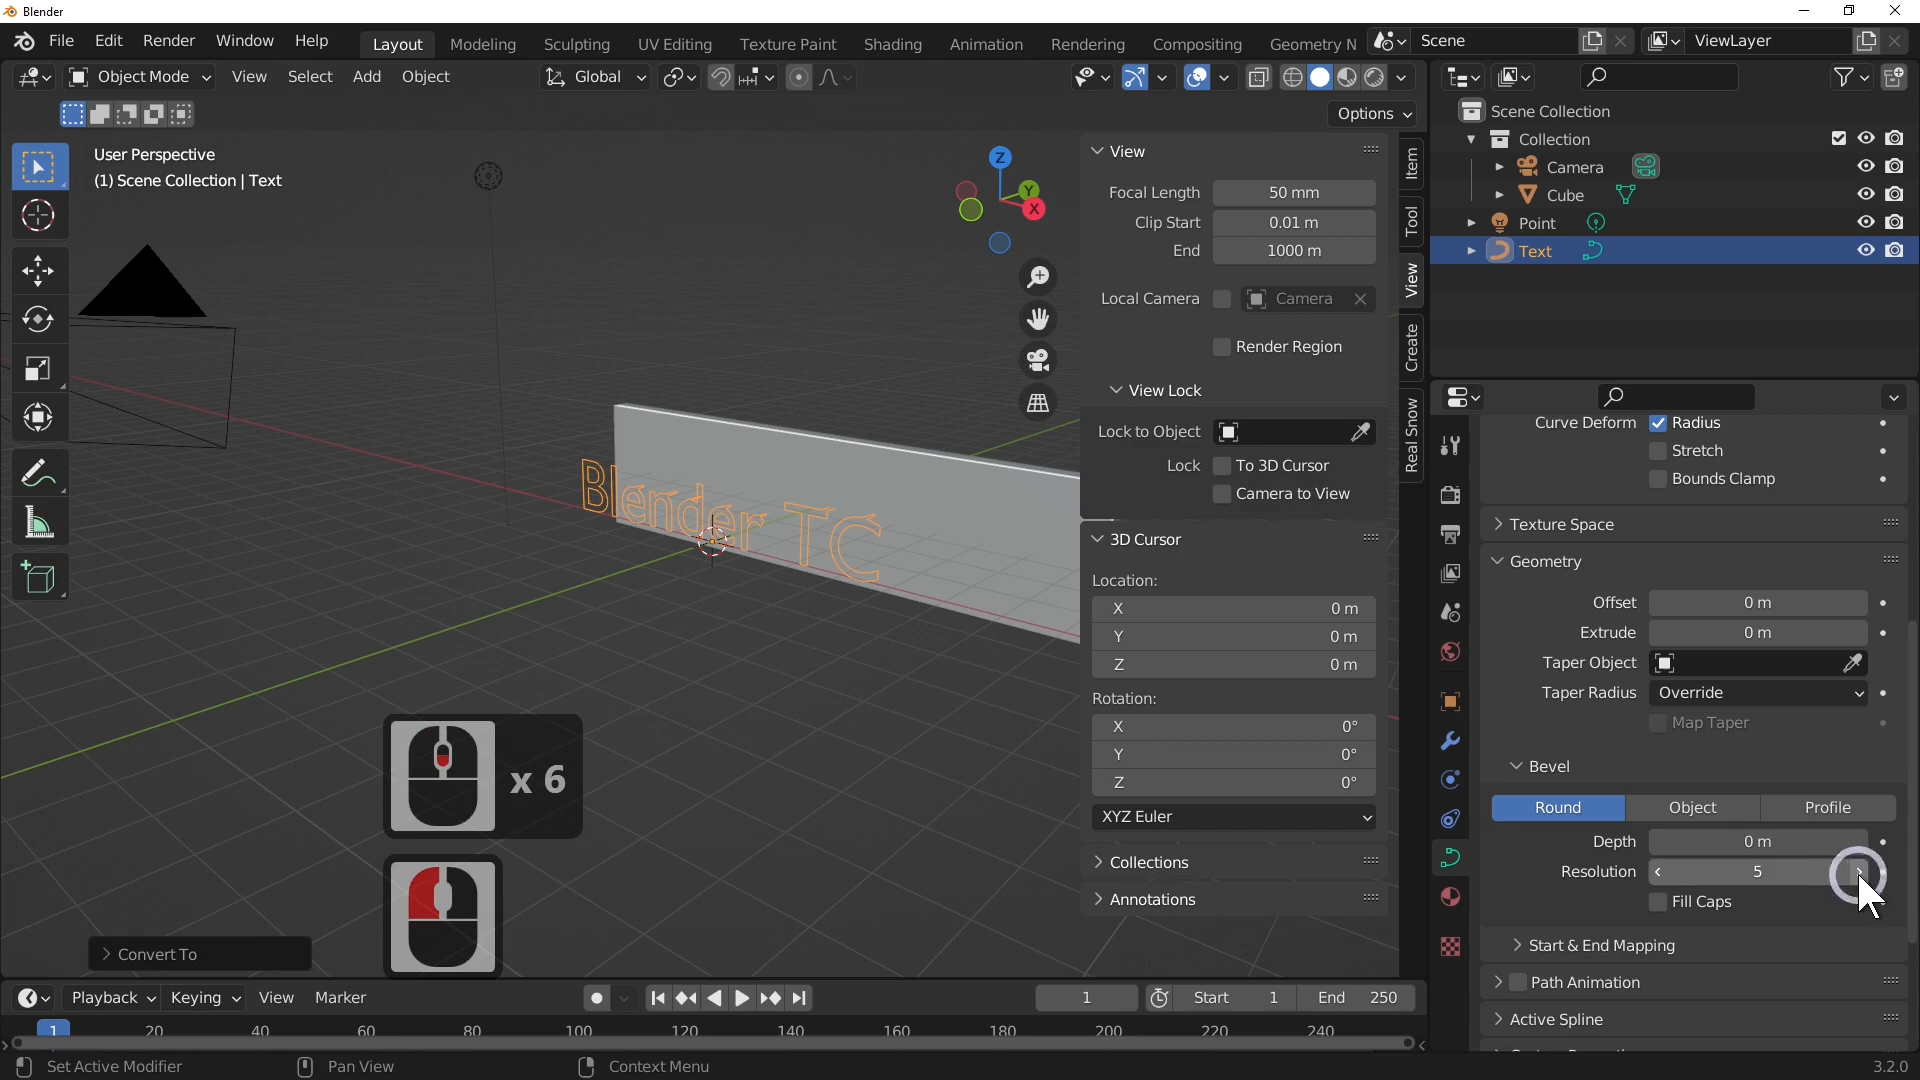 Blender
File Edit Render Window Help
Layout Modeling Sculpting UV Editing Texture Paint Shading Animation Rendering Compositing Geometry N
Scene
ViewLayer
Object Mode View Select Add Object
Global
Options
User Perspective
(1) Scene Collection | Text
Z
Y
X
Blender TC
x 6
Convert To
View
Focal Length 50 mm
Clip Start 0.01 m
End 1000 m
Local Camera Camera
Render Region
View Lock
Lock to Object
Lock To 3D Cursor
Camera to View
3D Cursor
Location:
X 0 m
Y 0 m
Z 0 m
Rotation:
X 0°
Y 0°
Z 0°
XYZ Euler
Collections
Annotations
Item
Tool
View
Create
Real Snow
Scene Collection
Collection
Camera
Cube
Point
Text
Curve Deform Radius
Stretch
Bounds Clamp
Texture Space
Geometry
Offset 0 m
Extrude 0 m
Taper Object
Taper Radius Override
Map Taper
Bevel
Round Object Profile
Depth 0 m
Resolution 5
Fill Caps
Start & End Mapping
Path Animation
Active Spline
Playback Keying View Marker
1
Start 1
End 250
1 20 40 60 80 100 120 140 160 180 200 220 240
Set Active Modifier
Pan View
Context Menu
3.2.0